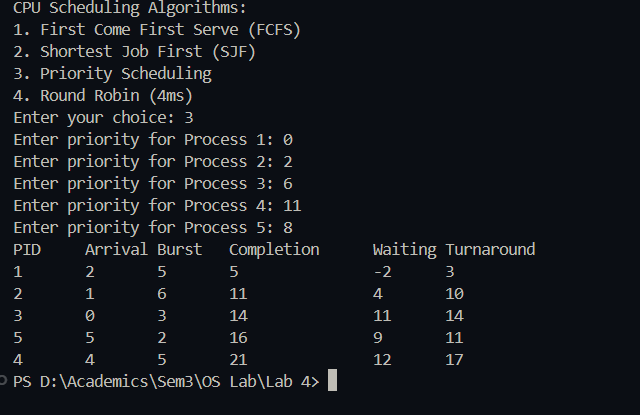 CPU Scheduling Algorithms:
1. First Come First Serve (FCFS)
2. Shortest Job First (SJF)
3. Priority Scheduling
4. Round Robin (4ms)
Enter your choice: 3
Enter priority for Process 1: 0
Enter priority for Process 2: 2
Enter priority for Process 3: 6
Enter priority for Process 4: 11
Enter priority for Process 5: 8
PID Arrival Burst Completion Waiting Turnaround
1 2 5 5 -2 3
2 1 6 11 4 10
3 0 3 14 11 14
5 5 2 16 9 11
4 4 5 21 12 17
PS D:\Academics\Sem3\OS Lab\Lab 4>